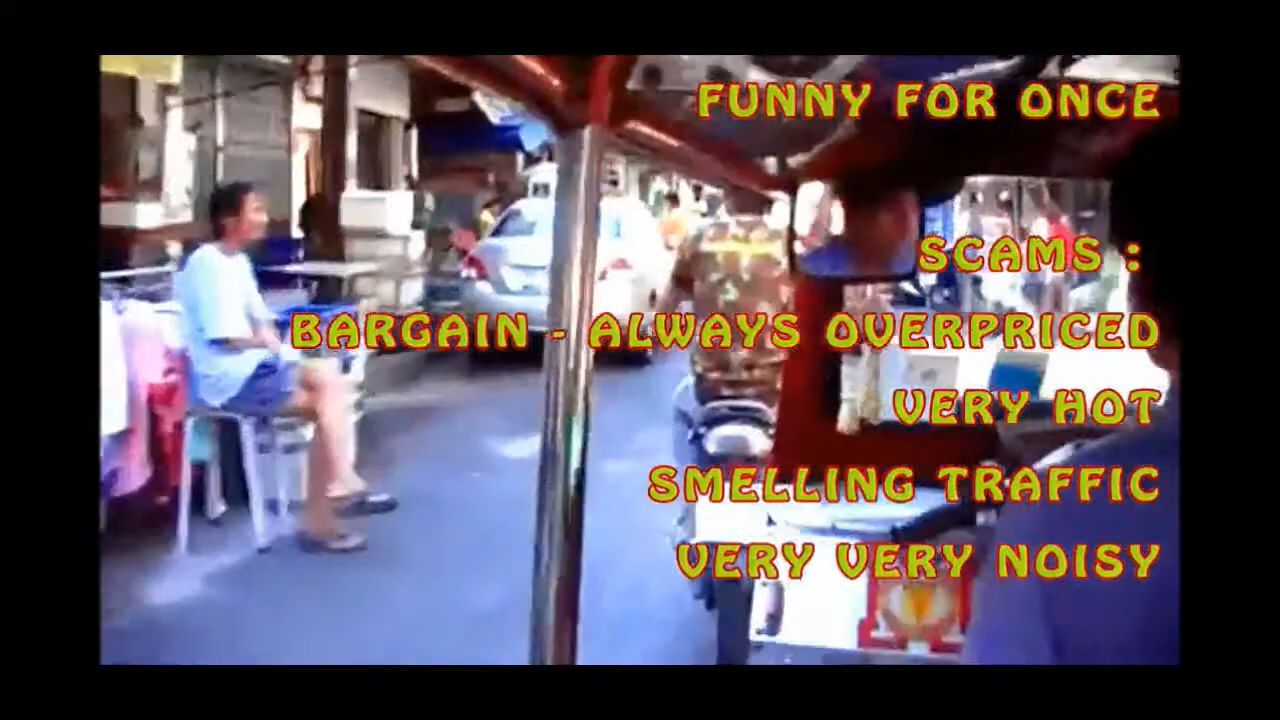 FUNNY FOR ONCE
SCAMS :
BARGAIN - ALWAYS OVERPRICED
VERY HOT
SMELLING TRAFFIC
VERY VERY NOISY